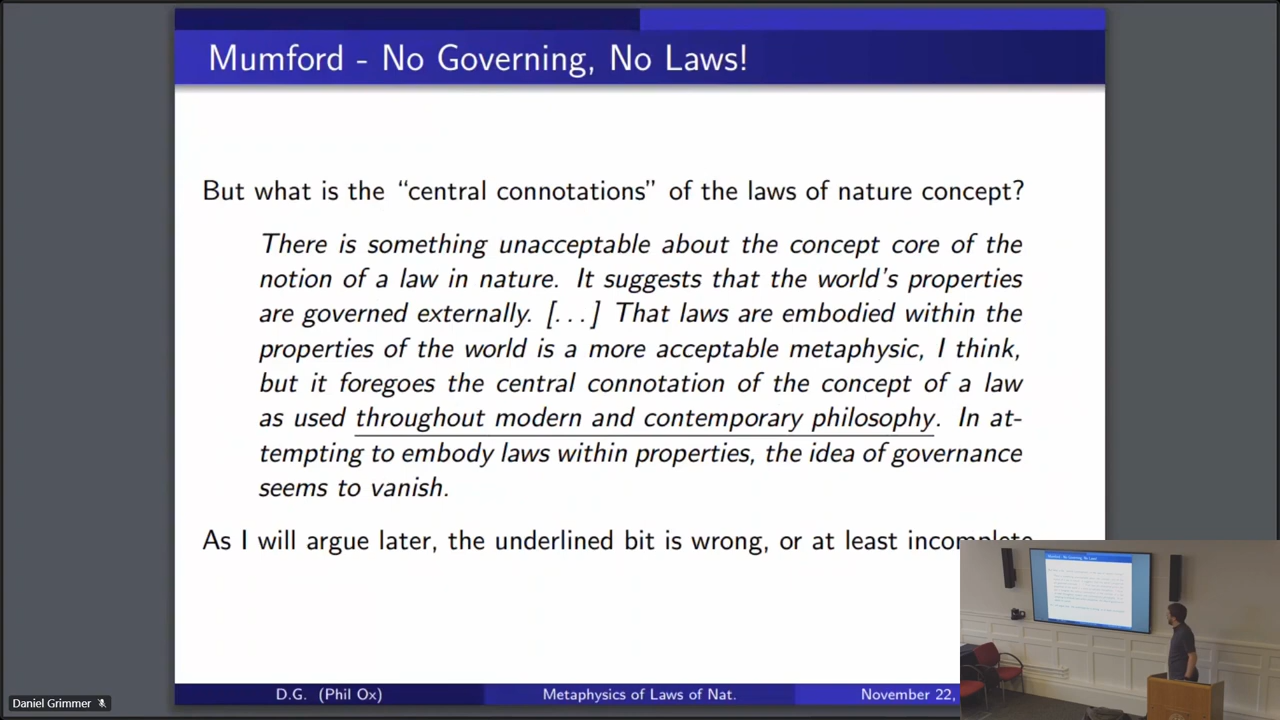 Mumford - No Governing, No Laws!
But what is the “central connotations” of the laws of nature concept?
There is something unacceptable about the concept core of the
notion of a law in nature. It suggests that the world's properties
are governed externally. [...] That laws are embodied within the
properties of the world is a more acceptable metaphysic, I think,
but it foregoes the central connotation of the concept of a law
as used throughout modern and contemporary philosophy. In at-
tempting to embody laws within properties, the idea of governance
seems to vanish.
As I will argue later, the underlined bit is wrong, or at least incomplete
D.G. (Phil Ox) Metaphysics of Laws of Nat. November 22,
Daniel Grimmer